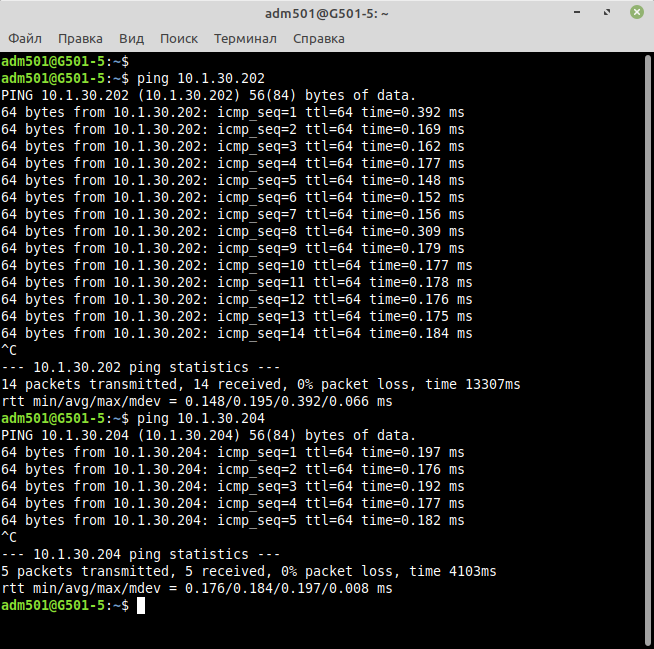 adm501@G501-5: ~
Файл Правка Вид Поиск Терминал Справка
adm501@G501-5:~$
adm501@G501-5:~$ ping 10.1.30.202
PING 10.1.30.202 (10.1.30.202) 56(84) bytes of data.
64 bytes from 10.1.30.202: icmp_seq=1 ttl=64 time=0.392 ms
64 bytes from 10.1.30.202: icmp_seq=2 ttl=64 time=0.169 ms
64 bytes from 10.1.30.202: icmp_seq=3 ttl=64 time=0.162 ms
64 bytes from 10.1.30.202: icmp_seq=4 ttl=64 time=0.177 ms
64 bytes from 10.1.30.202: icmp_seq=5 ttl=64 time=0.148 ms
64 bytes from 10.1.30.202: icmp_seq=6 ttl=64 time=0.152 ms
64 bytes from 10.1.30.202: icmp_seq=7 ttl=64 time=0.156 ms
64 bytes from 10.1.30.202: icmp_seq=8 ttl=64 time=0.309 ms
64 bytes from 10.1.30.202: icmp_seq=9 ttl=64 time=0.179 ms
64 bytes from 10.1.30.202: icmp_seq=10 ttl=64 time=0.177 ms
64 bytes from 10.1.30.202: icmp_seq=11 ttl=64 time=0.178 ms
64 bytes from 10.1.30.202: icmp_seq=12 ttl=64 time=0.176 ms
64 bytes from 10.1.30.202: icmp_seq=13 ttl=64 time=0.175 ms
64 bytes from 10.1.30.202: icmp_seq=14 ttl=64 time=0.184 ms
^C
--- 10.1.30.202 ping statistics ---
14 packets transmitted, 14 received, 0% packet loss, time 13307ms
rtt min/avg/max/mdev = 0.148/0.195/0.392/0.066 ms
adm501@G501-5:~$ ping 10.1.30.204
PING 10.1.30.204 (10.1.30.204) 56(84) bytes of data.
64 bytes from 10.1.30.204: icmp_seq=1 ttl=64 time=0.197 ms
64 bytes from 10.1.30.204: icmp_seq=2 ttl=64 time=0.176 ms
64 bytes from 10.1.30.204: icmp_seq=3 ttl=64 time=0.192 ms
64 bytes from 10.1.30.204: icmp_seq=4 ttl=64 time=0.177 ms
64 bytes from 10.1.30.204: icmp_seq=5 ttl=64 time=0.182 ms
^C
--- 10.1.30.204 ping statistics ---
5 packets transmitted, 5 received, 0% packet loss, time 4103ms
rtt min/avg/max/mdev = 0.176/0.184/0.197/0.008 ms
adm501@G501-5:~$